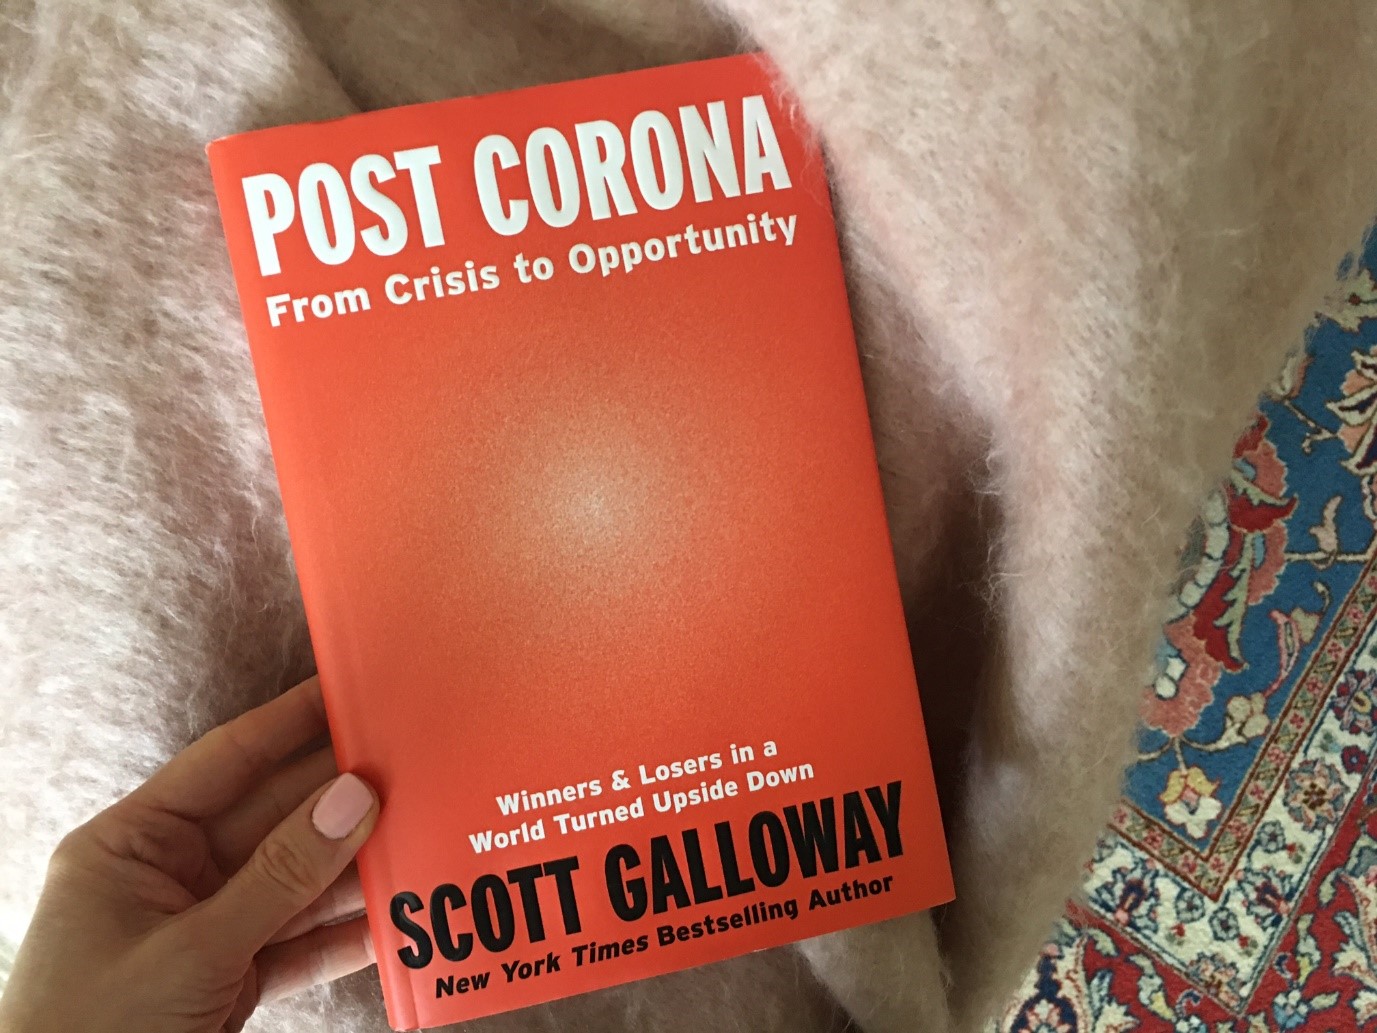 POST CORONA
From Crisis to Opportunity
Winners & Losers in a
World Turned Upside Down
SCOTT GALLOWAY
New York Times Bestselling Author